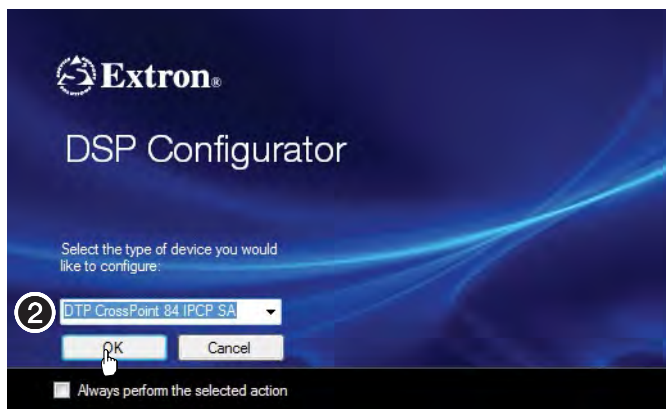 Extron®
DSP Configurator
Select the type of device you would
like to configure:
2
DTP CrossPoint 84 IPCP SA
OK
Cancel
Always perform the selected action